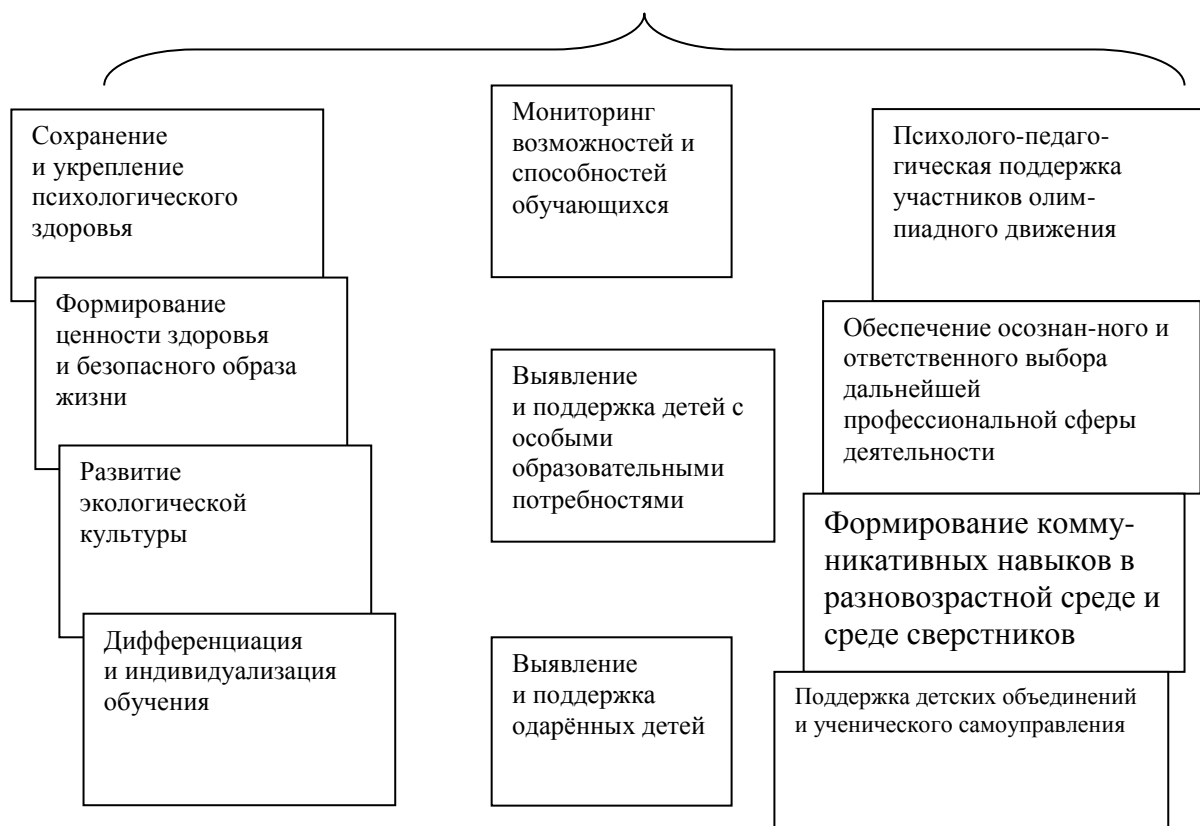 Сохранение
и укрепление
психологического
здоровья
Формирование
ценности здоровья
и безопасного образа
жизни
Развитие
экологической
культуры
Дифференциация
и индивидуализация
обучения
Мониторинг
возможностей и
способностей
обучающихся
Выявление
и поддержка детей с
особыми
образовательными
потребностями
Выявление
и поддержка
одарённых детей
Психолого-педаго-
гическая поддержка
участников олим-
пиадного движения
Обеспечение осознан-ного и
ответственного выбора
дальнейшей
профессиональной сферы
деятельности
Формирование комму-
никативных навыков в
разновозрастной среде и
среде сверстников
Поддержка детских объединений
и ученического самоуправления